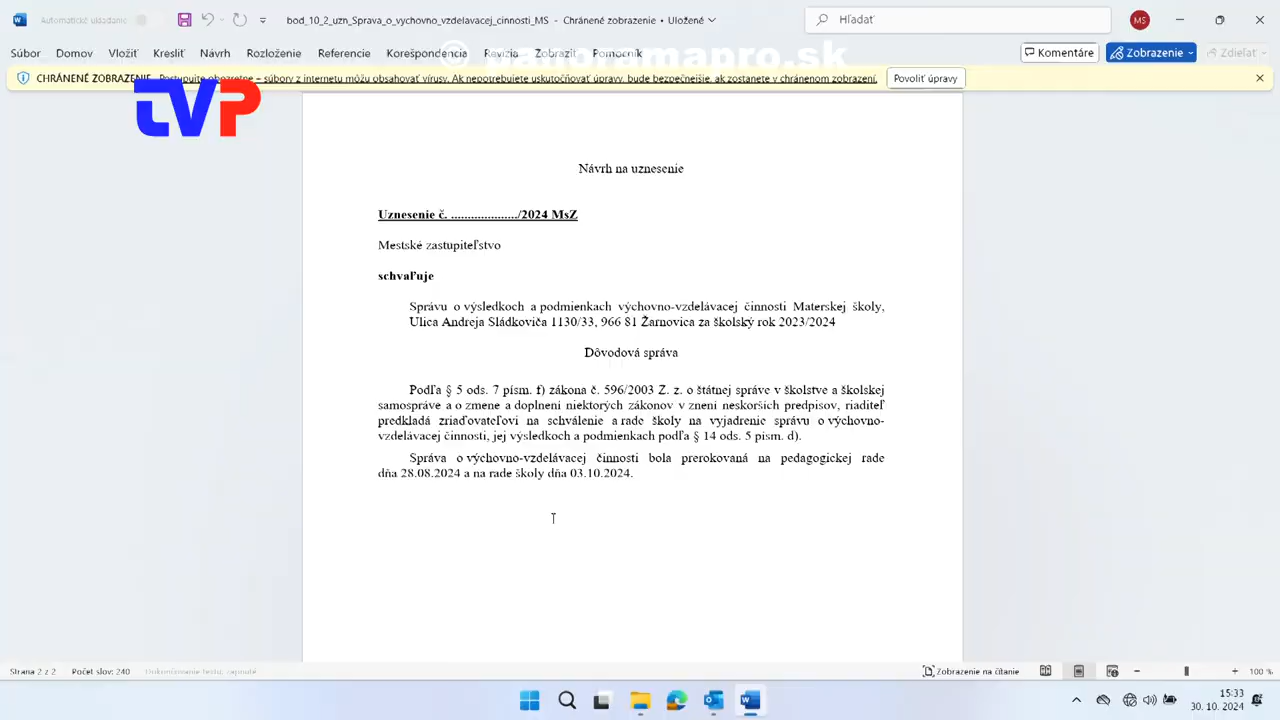 Automatické ukladanie
bod_10_2_uzn_Sprava_o_vychovno_vzdelavacej_cinnosti_MS - Chránené zobrazenie • Uložené
Hľadať
MS
Súbor Domov Vložiť Kresliť Návrh Rozloženie Referencie Korešpondencia Revízia Zobraziť Pomocník
Komentáre Zobrazenie Zdieľať
CHRÁNENÉ ZOBRAZENIE Postupujte obozretne – súbory z internetu môžu obsahovať vírusy. Ak nepotrebujete uskutočňovať úpravy, bude bezpečnejšie, ak zostanete v chránenom zobrazení.
Povoliť úpravy
tVP
Návrh na uznesenie
Uznesenie č. ..................../2024 MsZ
Mestské zastupiteľstvo
schvaľuje
Správu o výsledkoch a podmienkach výchovno-vzdelávacej činnosti Materskej školy,
Ulica Andreja Sládkoviča 1130/33, 966 81 Žarnovica za školský rok 2023/2024
Dôvodová správa
Podľa § 5 ods. 7 písm. f) zákona č. 596/2003 Z. z. o štátnej správe v školstve a školskej
samospráve a o zmene a doplnení niektorých zákonov v znení neskorších predpisov, riaditeľ
predkladá zriaďovateľovi na schválenie a rade školy na vyjadrenie správu o výchovno-
vzdelávacej činnosti, jej výsledkoch a podmienkach podľa § 14 ods. 5 písm. d).
Správa o výchovno-vzdelávacej činnosti bola prerokovaná na pedagogickej rade
dňa 28.08.2024 a na rade školy dňa 03.10.2024.
Strana 2 z 2 Počet slov: 240
Zobrazenie na čítanie
100 %
15:33
30. 10. 2024